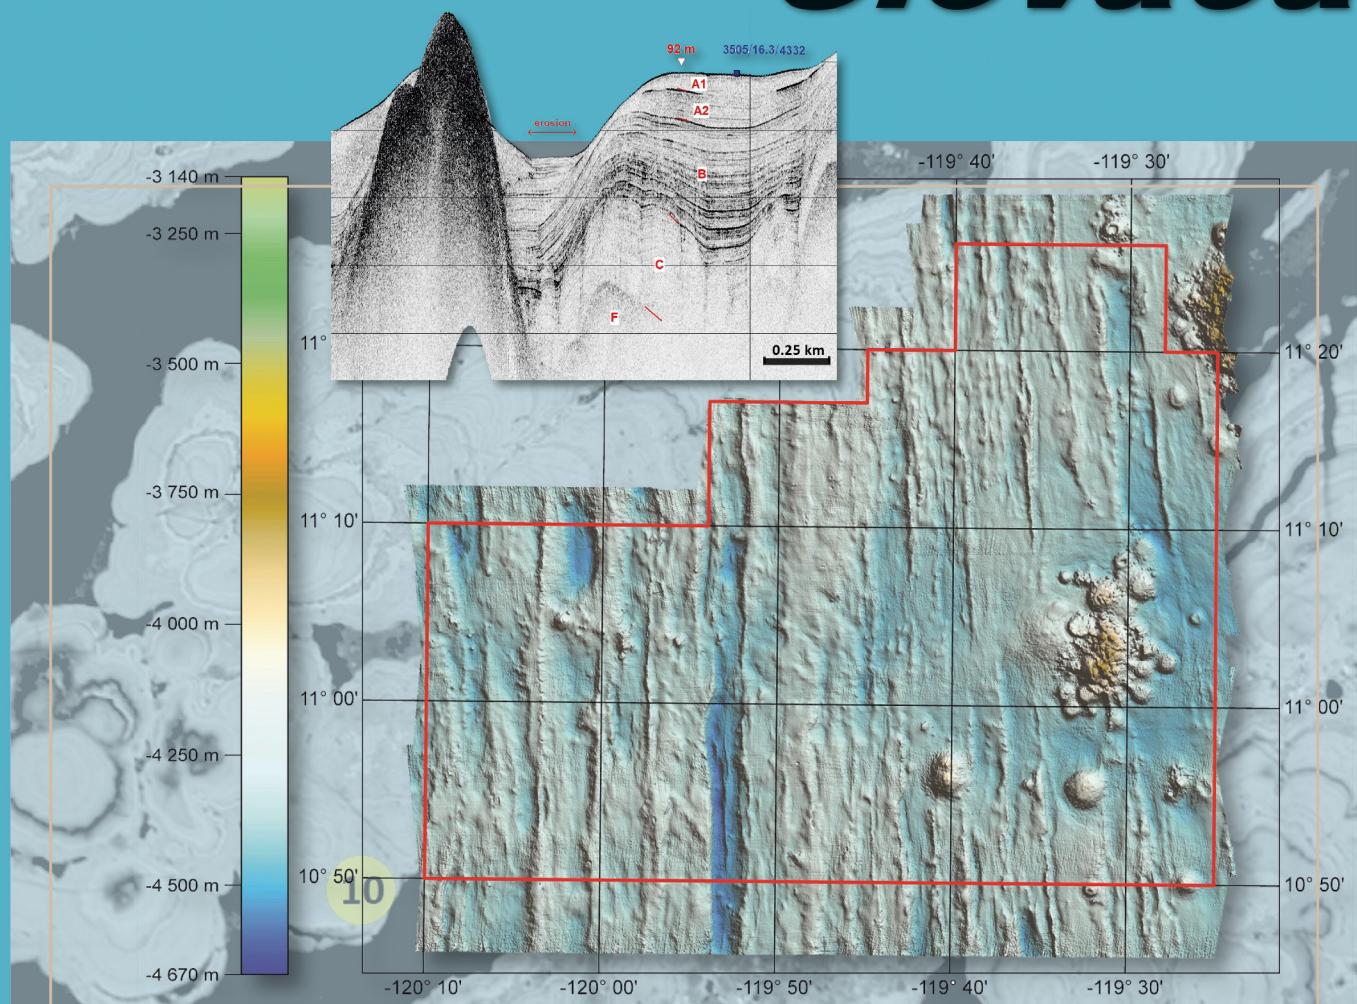 92 m
3505/16.3/4332
A1
A2
erosion
B
C
F
0.25 km
-3 140 m
-3 250 m
-3 500 m
-3 750 m
-4 000 m
-4 250 m
-4 500 m
-4 670 m
-119° 40'
-119° 30'
11°
11° 20'
11° 10'
11° 10'
11° 00'
11° 00'
10° 50'
10° 50'
10
-120° 10'
-120° 00'
-119° 50'
-119° 40'
-119° 30'